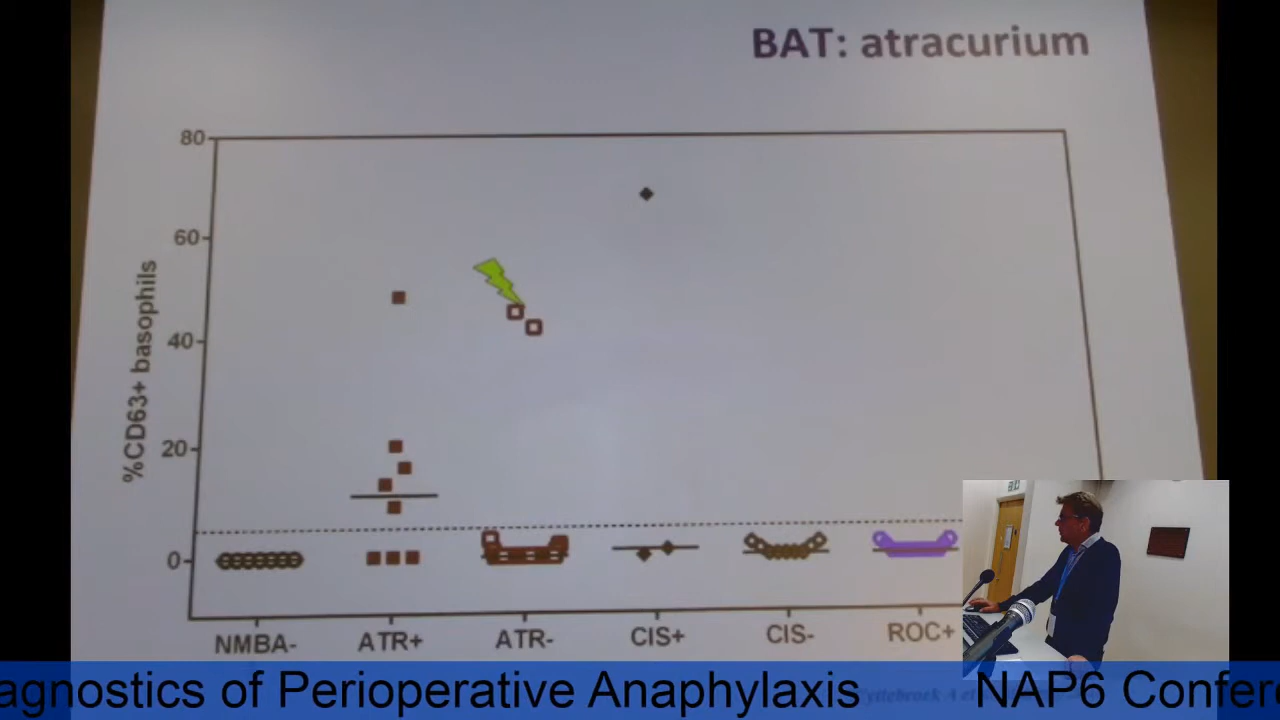 BAT: atracurium
80
60
40
20
0
%CD63+ basophils
NMBA-
ATR+
ATR-
CIS+
CIS-
ROC+
agnostics of Perioperative Anaphylaxis NAP6 Confer